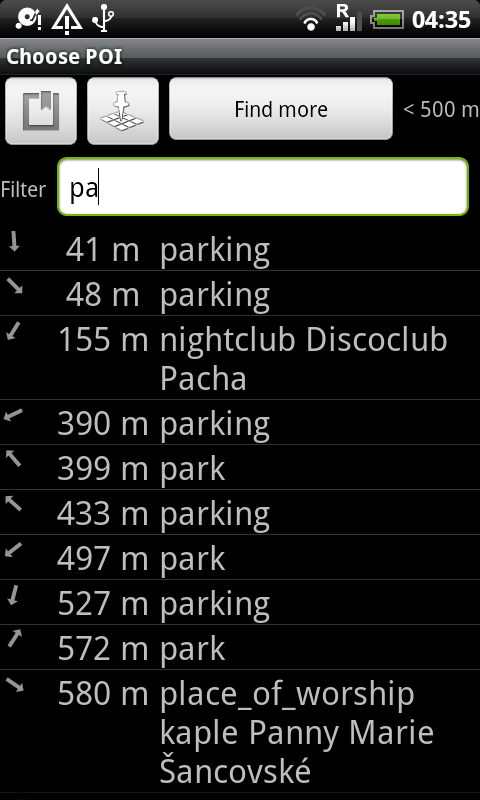 R 04:35
Choose POI
Find more < 500 m
Filter pa
41 m parking
48 m parking
155 m nightclub Discoclub
Pacha
390 m parking
399 m park
433 m parking
497 m park
527 m parking
572 m park
580 m place_of_worship
kaple Panny Marie
Šancovské